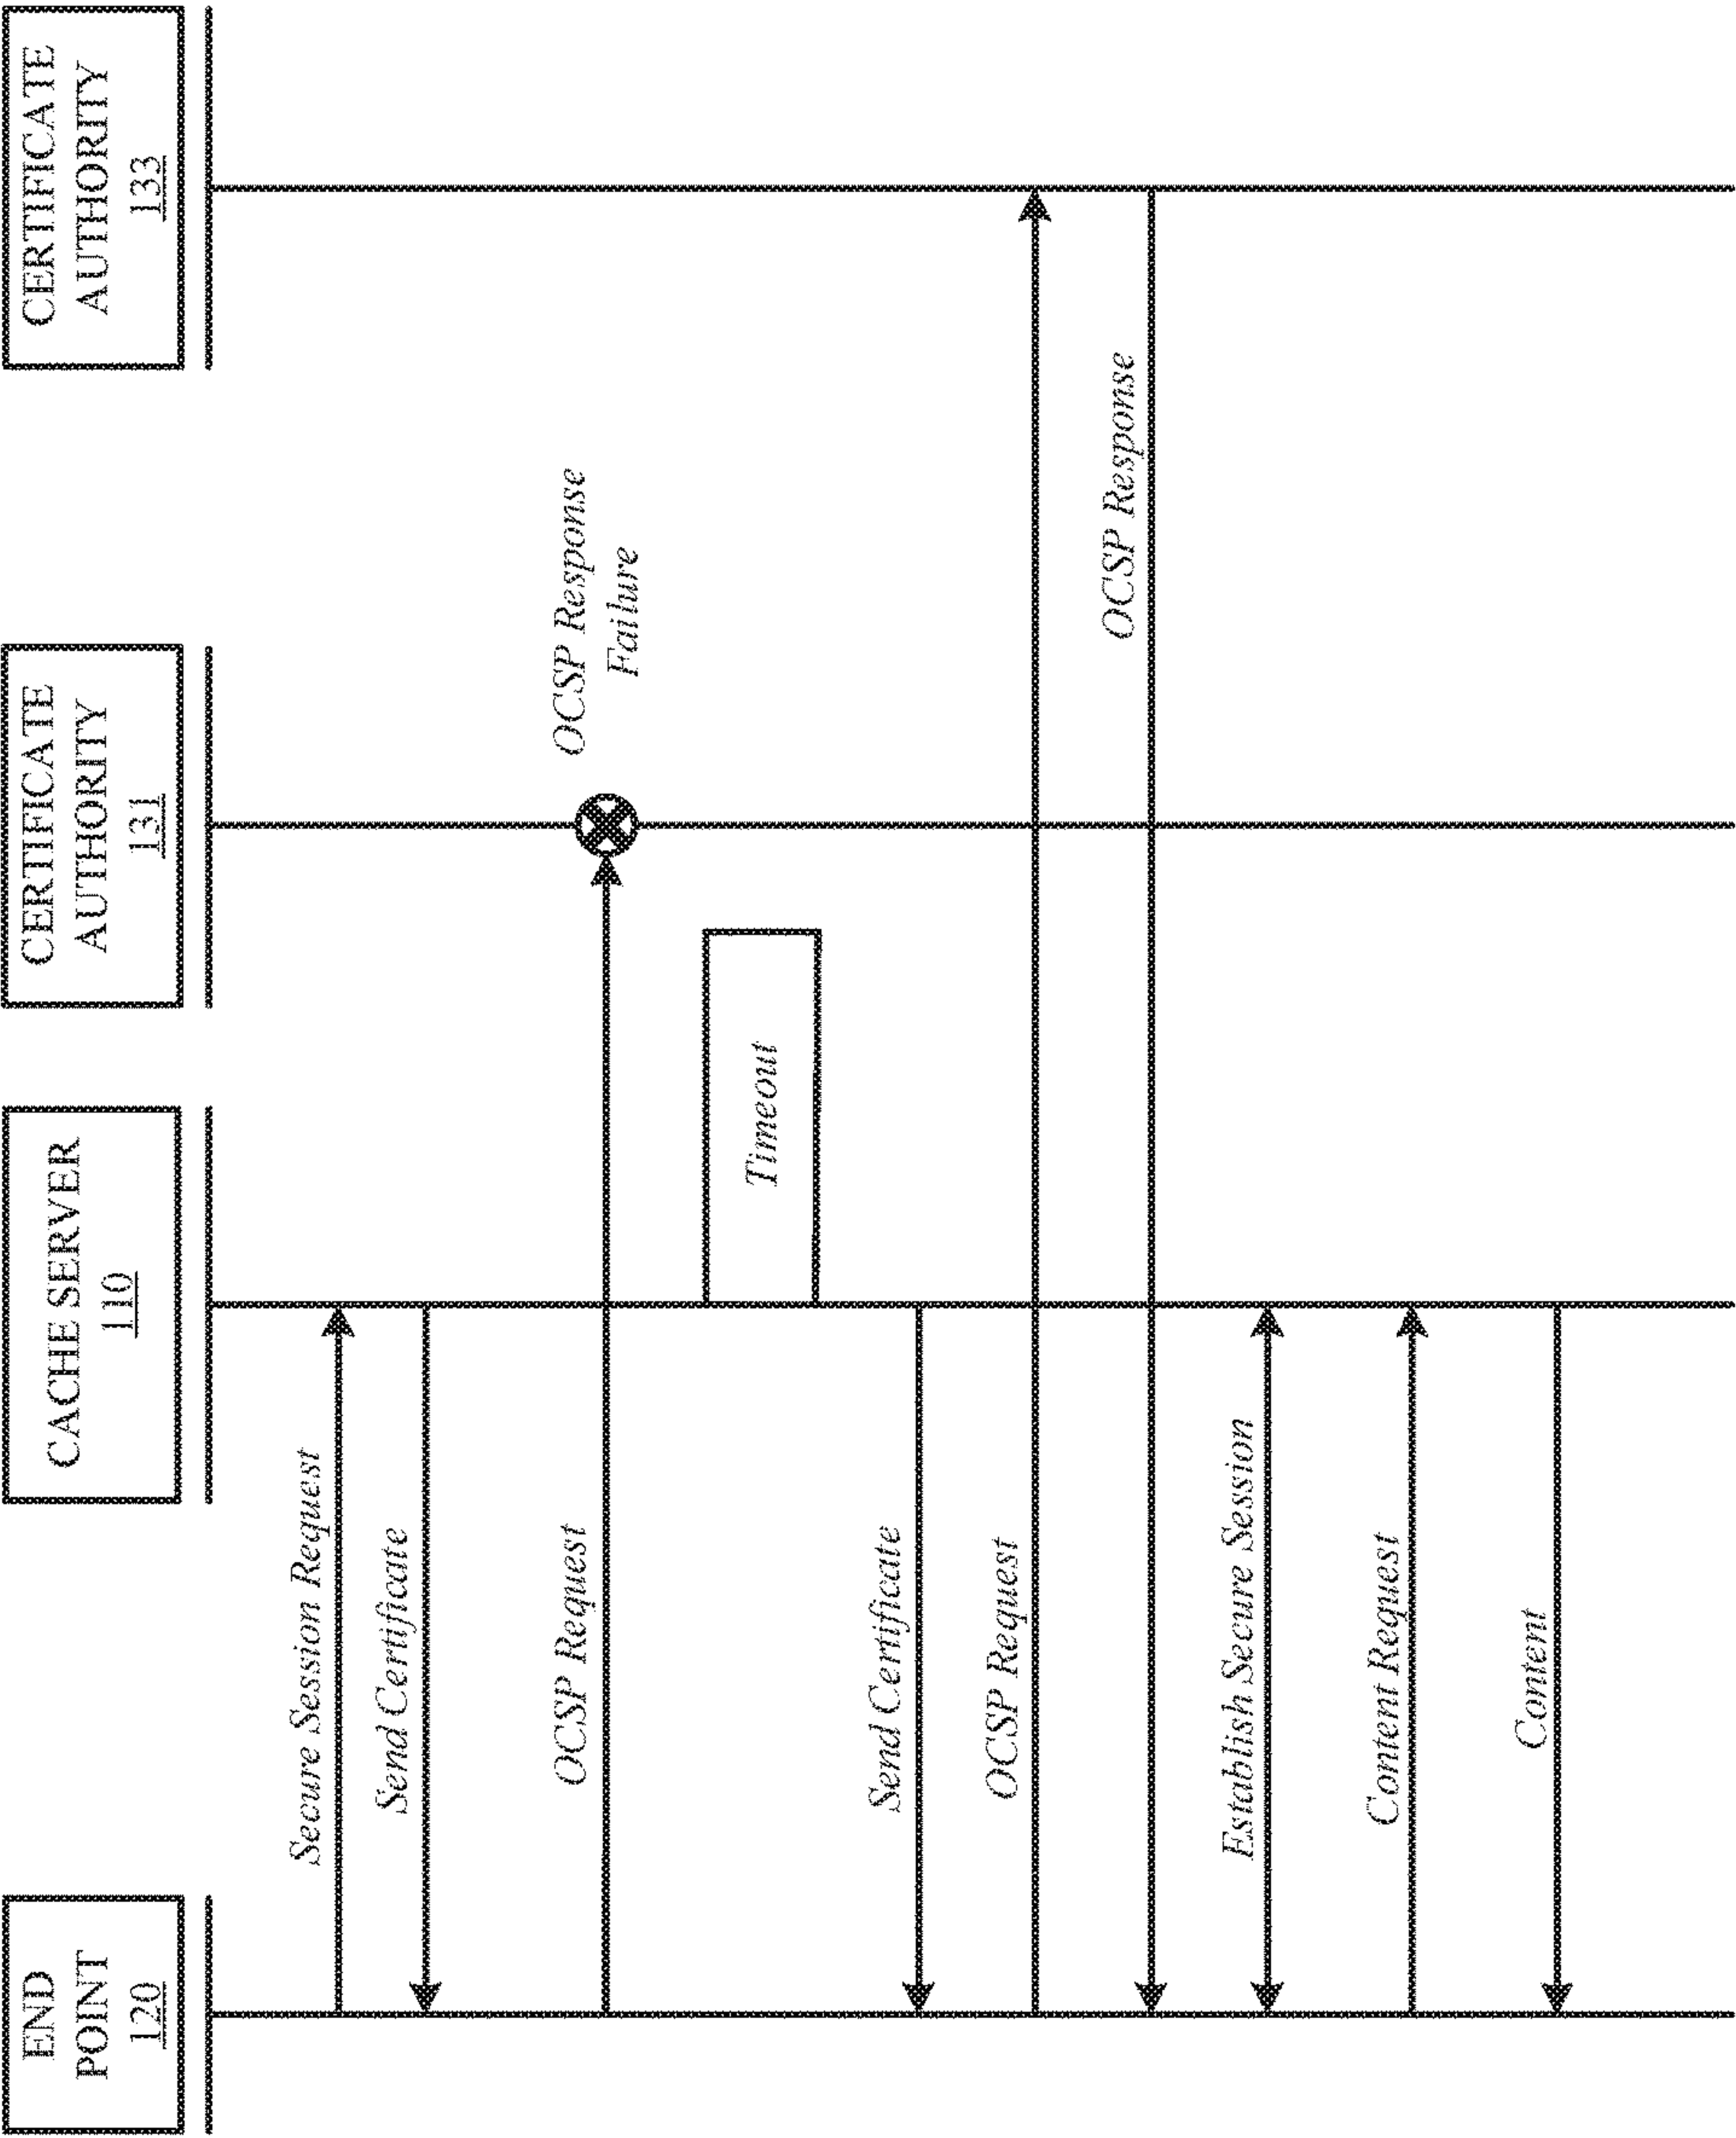 END
POINT
120
CACHE SERVER
110
CERTIFICATE
AUTHORITY
131
CERTIFICATE
AUTHORITY
133
Secure Session Request
Send Certificate
OCSP Request
OCSP Response
Failure
Timeout
Send Certificate
OCSP Request
OCSP Response
Establish Secure Session
Content Request
Content